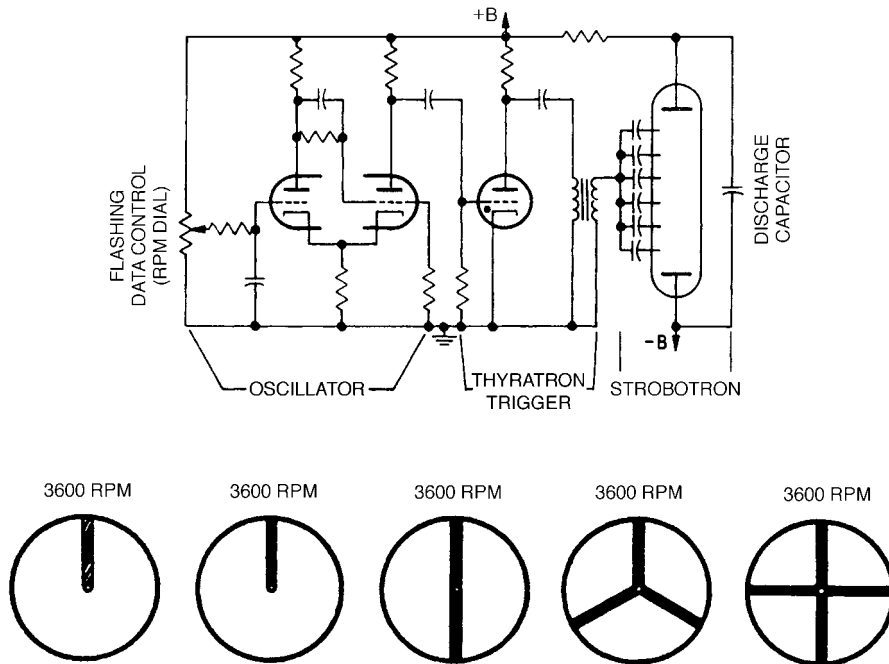 +B
FLASHING
DATA CONTROL
(RPM DIAL)
DISCHARGE
CAPACITOR
-B
OSCILLATOR
THYRATRON
TRIGGER
STROBOTRON
3600 RPM
3600 RPM
3600 RPM
3600 RPM
3600 RPM